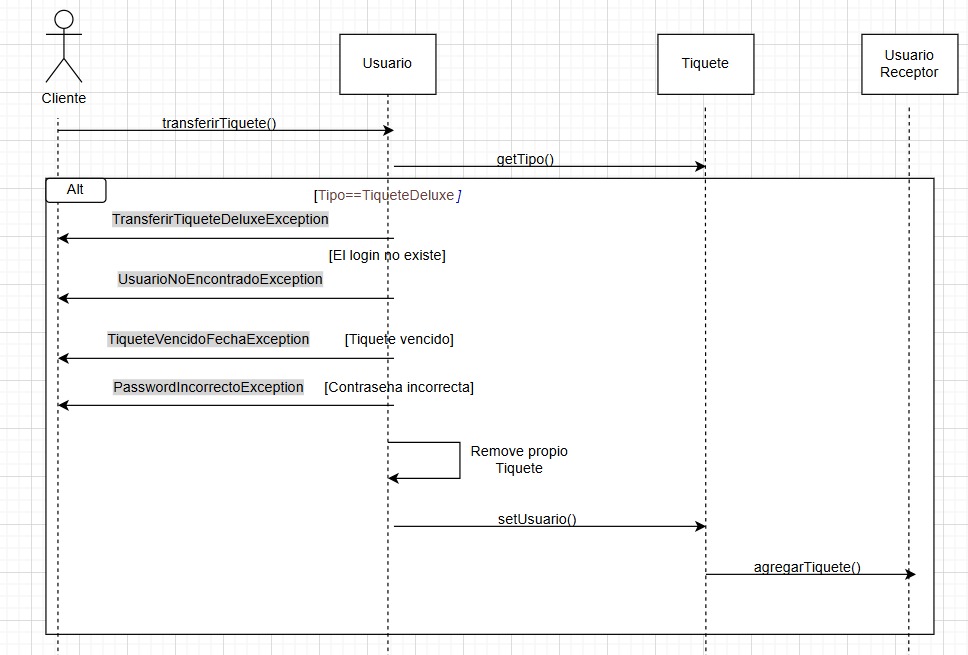 Cliente
Usuario
Tiquete
Usuario
Receptor
transferirTiquete()
getTipo()
Alt
[Tipo==TiqueteDeluxe]
TransferirTiqueteDeluxeException
[El login no existe]
UsuarioNoEncontradoException
TiqueteVencidoFechaException
[Tiquete vencido]
PasswordIncorrectoException
[Contraseña incorrecta]
Remove propio
Tiquete
setUsuario()
agregarTiquete()